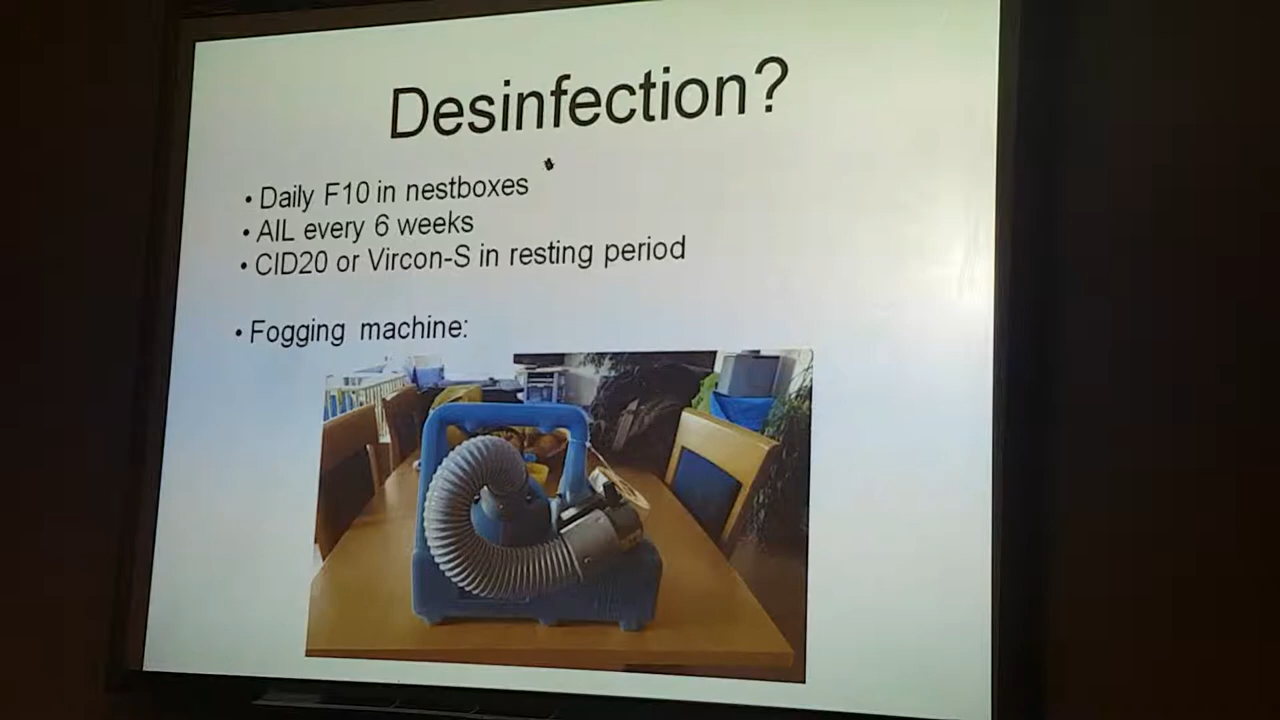 Desinfection?
• Daily F10 in nestboxes
• AIL every 6 weeks
• CID20 or Vircon-S in resting period
• Fogging machine: